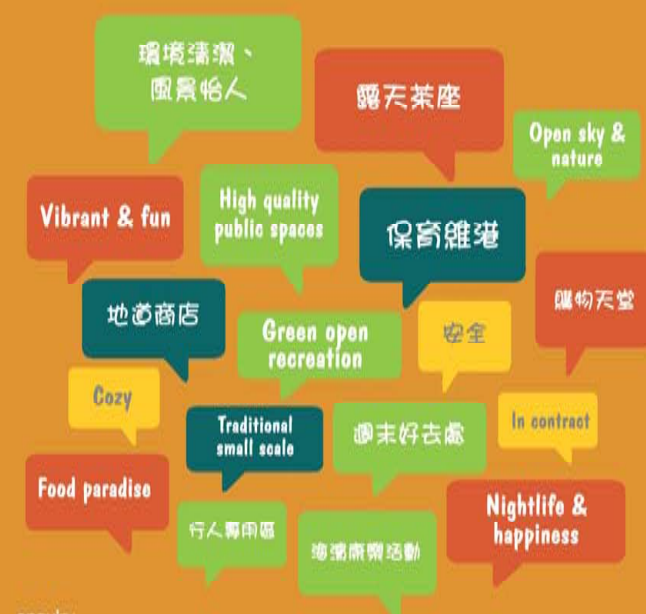 環境清潔、
風景怡人
露天茶座
Open sky &
nature
Vibrant & fun
High quality
public spaces
保育維港
購物天堂
地道商店
Green open
recreation
安全
Cozy
Traditional
small scale
週末好去處
In contract
Food paradise
行人專用區
海濱康樂活動
Nightlife &
happiness